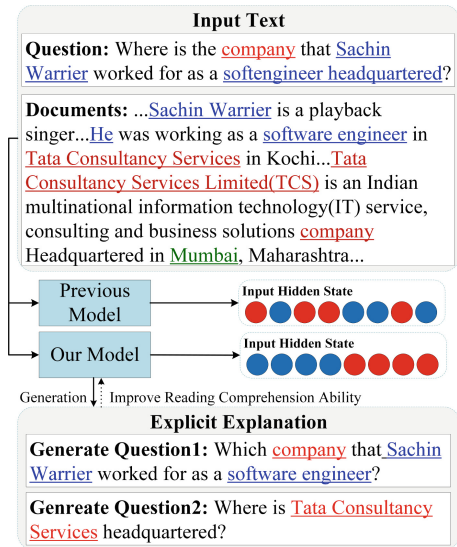 Input Text
Question: Where is the company that Sachin
Warrier worked for as a softengineer headquartered?
Documents: ...Sachin Warrier is a playback
singer...He was working as a software engineer in
Tata Consultancy Services in Kochi...Tata
Consultancy Services Limited(TCS) is an Indian
multinational information technology(IT) service,
consulting and business solutions company
Headquartered in Mumbai, Maharashtra...
Previous
Model
Input Hidden State
Our Model
Input Hidden State
Generation
Improve Reading Comprehension Ability
Explicit Explanation
Generate Question1: Which company that Sachin
Warrier worked for as a software engineer?
Genreate Question2: Where is Tata Consultancy
Services headquartered?